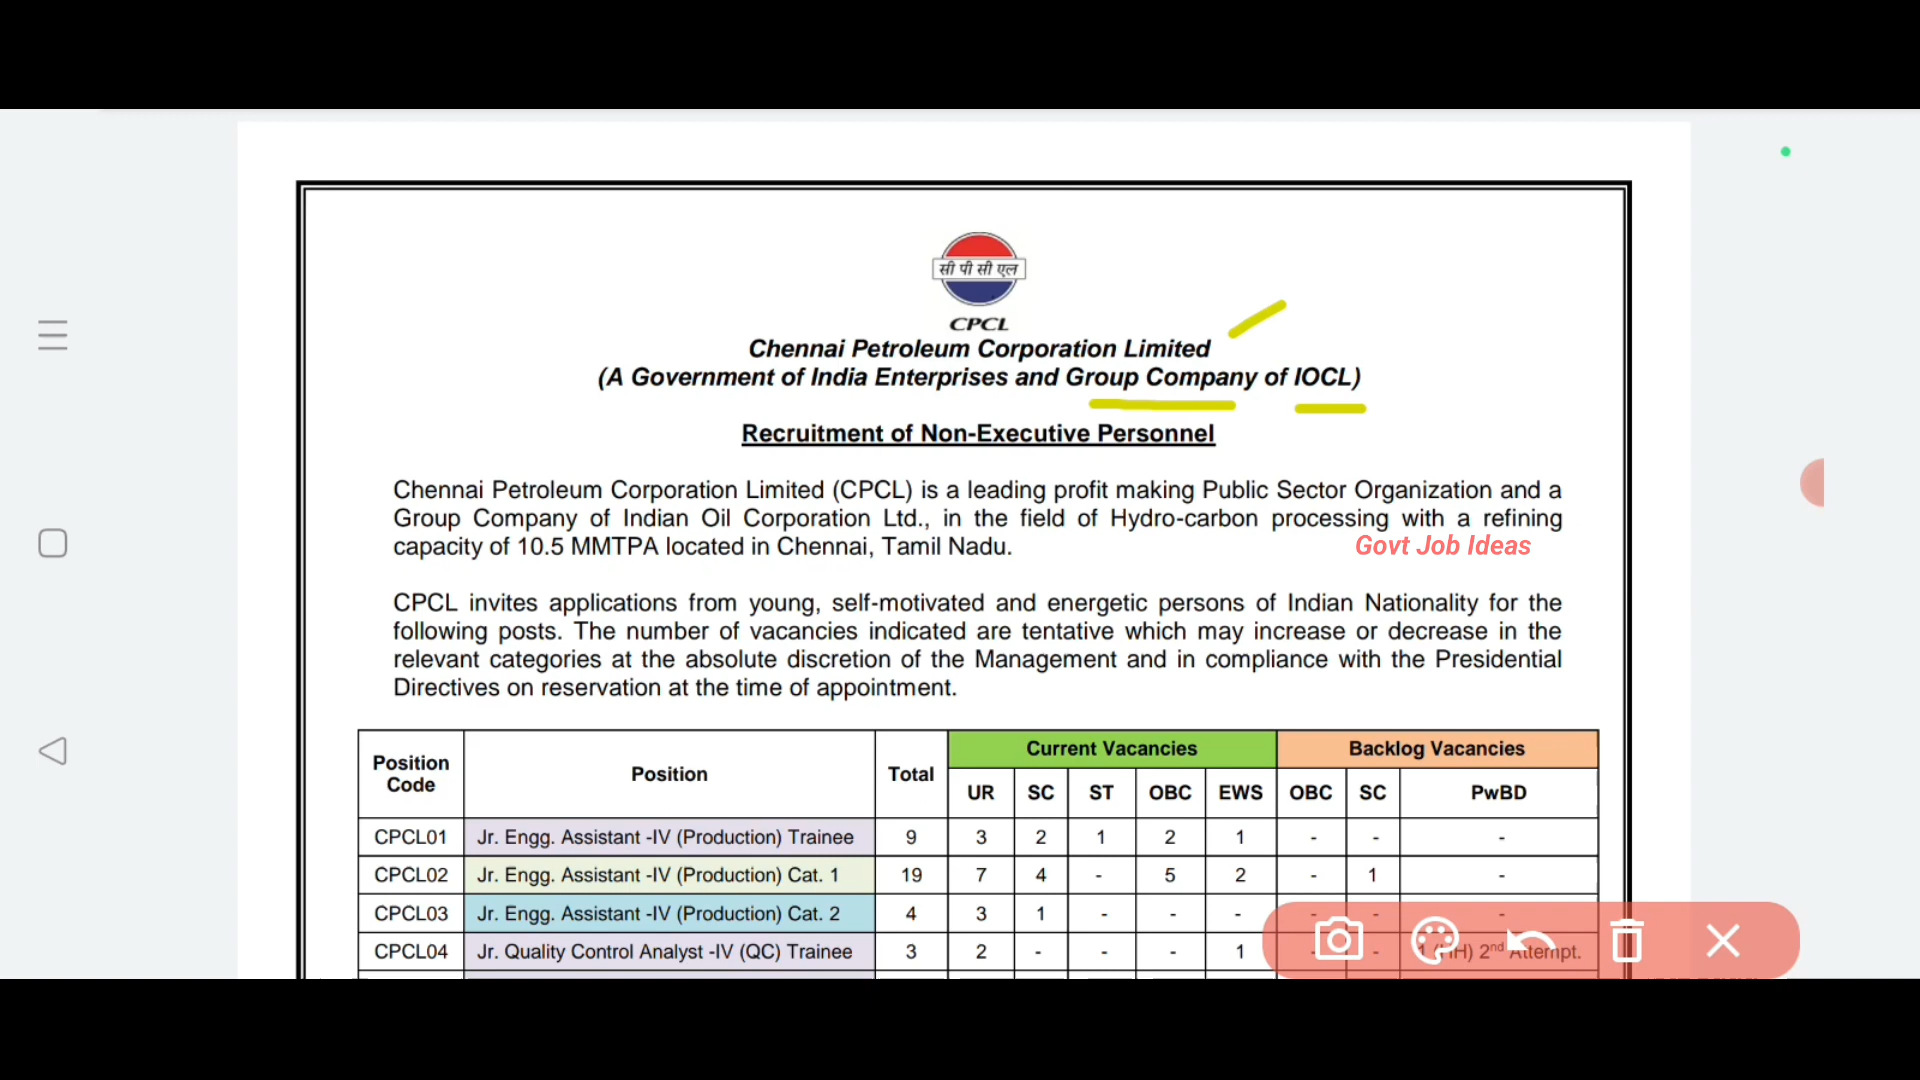 सी पी सी एल
CPCL
Chennai Petroleum Corporation Limited
(A Government of India Enterprises and Group Company of IOCL)
Recruitment of Non-Executive Personnel
Chennai Petroleum Corporation Limited (CPCL) is a leading profit making Public Sector Organization and a
Group Company of Indian Oil Corporation Ltd., in the field of Hydro-carbon processing with a refining
capacity of 10.5 MMTPA located in Chennai, Tamil Nadu.
Govt Job Ideas
CPCL invites applications from young, self-motivated and energetic persons of Indian Nationality for the
following posts. The number of vacancies indicated are tentative which may increase or decrease in the
relevant categories at the absolute discretion of the Management and in compliance with the Presidential
Directives on reservation at the time of appointment.
Position Code Position Total Current Vacancies Backlog Vacancies
UR SC ST OBC EWS OBC SC PwBD
CPCL01 Jr. Engg. Assistant -IV (Production) Trainee 9 3 2 1 2 1 - - -
CPCL02 Jr. Engg. Assistant -IV (Production) Cat. 1 19 7 4 - 5 2 - 1 -
CPCL03 Jr. Engg. Assistant -IV (Production) Cat. 2 4 3 1 - - - - - -
CPCL04 Jr. Quality Control Analyst -IV (QC) Trainee 3 2 - - - 1 - - 2nd Attempt.